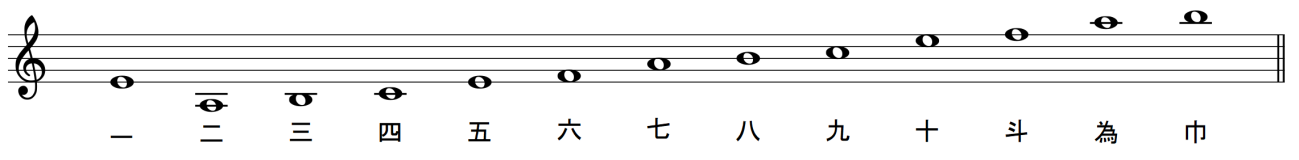 一 二 三 四 五 六 七 八 九 十 斗 為 巾